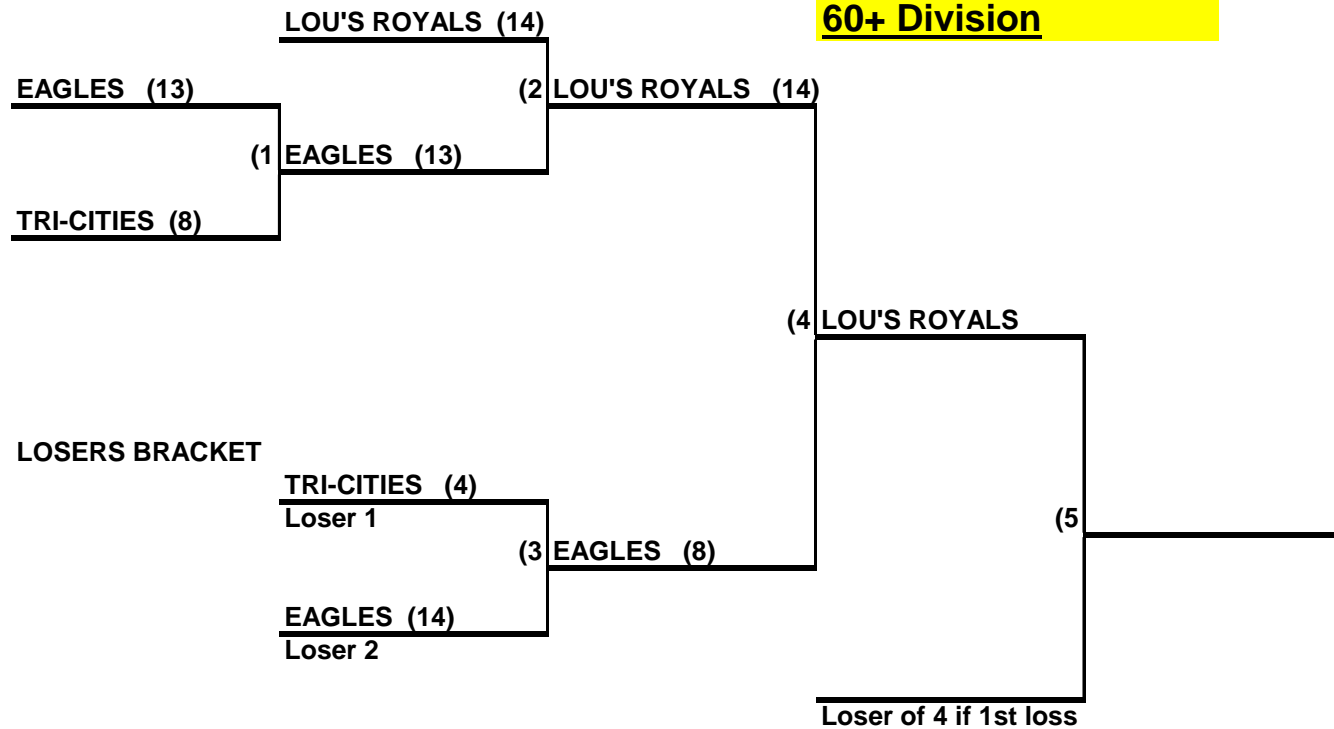 LOU'S ROYALS (14)
60+ Division
EAGLES (13)
(2 LOU'S ROYALS (14)
(1 EAGLES (13)
TRI-CITIES (8)
(4 LOU'S ROYALS
LOSERS BRACKET
TRI-CITIES (4)
Loser 1
(5
(3 EAGLES (8)
EAGLES (14)
Loser 2
Loser of 4 if 1st loss